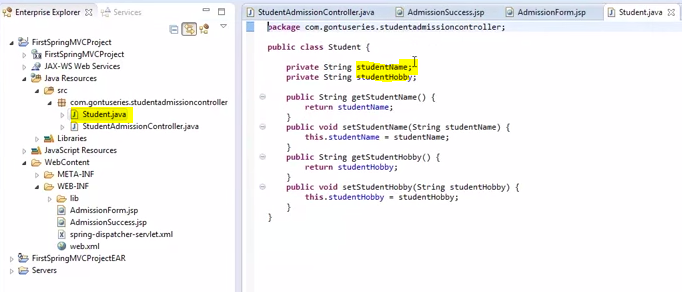 Enterprise Explorer
Services
FirstSpringMVCProject
FirstSpringMVCProject
JAX-WS Web Services
Java Resources
src
com.gontuseries.studentadmissioncontroller
Student.java
StudentAdmissionController.java
Libraries
JavaScript Resources
WebContent
META-INF
WEB-INF
lib
AdmissionForm.jsp
AdmissionSuccess.jsp
spring-dispatcher-servlet.xml
web.xml
FirstSpringMVCProjectEAR
Servers
StudentAdmissionController.java
AdmissionSuccess.jsp
AdmissionForm.jsp
Student.java
package com.gontuseries.studentadmissioncontroller;
public class Student {
private String studentName;
private String studentHobby;
public String getStudentName() {
return studentName;
}
public void setStudentName(String studentName) {
this.studentName = studentName;
}
public String getStudentHobby() {
return studentHobby;
}
public void setStudentHobby(String studentHobby) {
this.studentHobby = studentHobby;
}
}